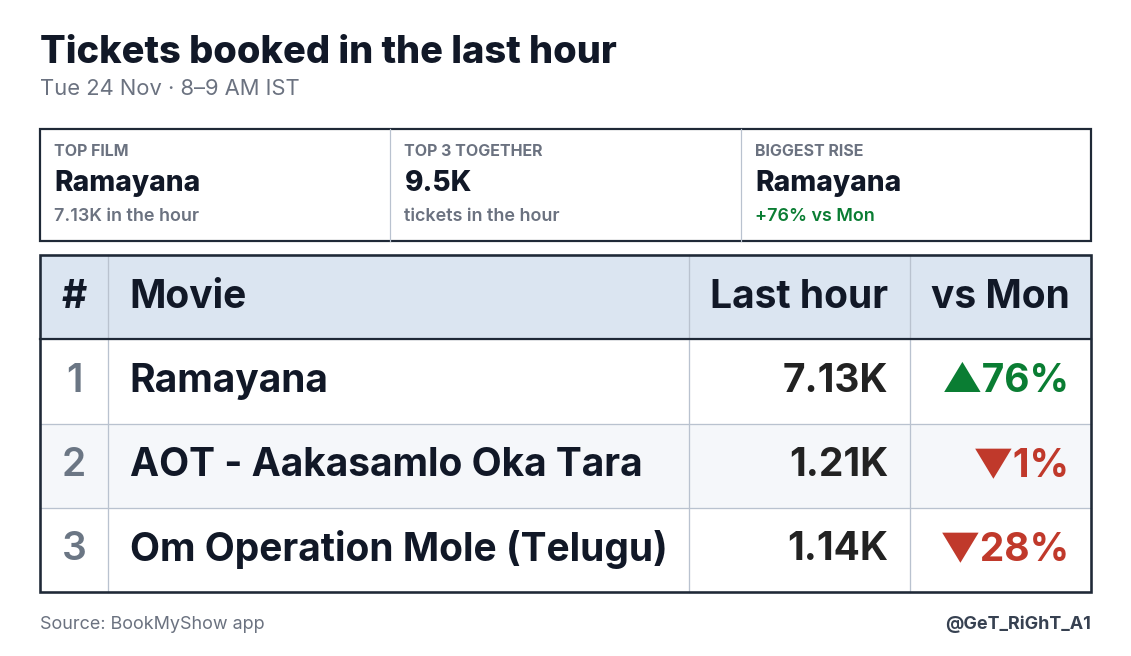 Tickets booked in the last hour
Tue 24 Nov · 8–9 AM IST
TOP FILM
Ramayana
7.13K in the hour
TOP 3 TOGETHER
9.5K
tickets in the hour
BIGGEST RISE
Ramayana
+76% vs Mon
# Movie Last hour vs Mon
1 Ramayana 7.13K ▲76%
2 AOT - Aakasamlo Oka Tara 1.21K ▼1%
3 Om Operation Mole (Telugu) 1.14K ▼28%
Source: BookMyShow app
@GeT_RiGhT_A1